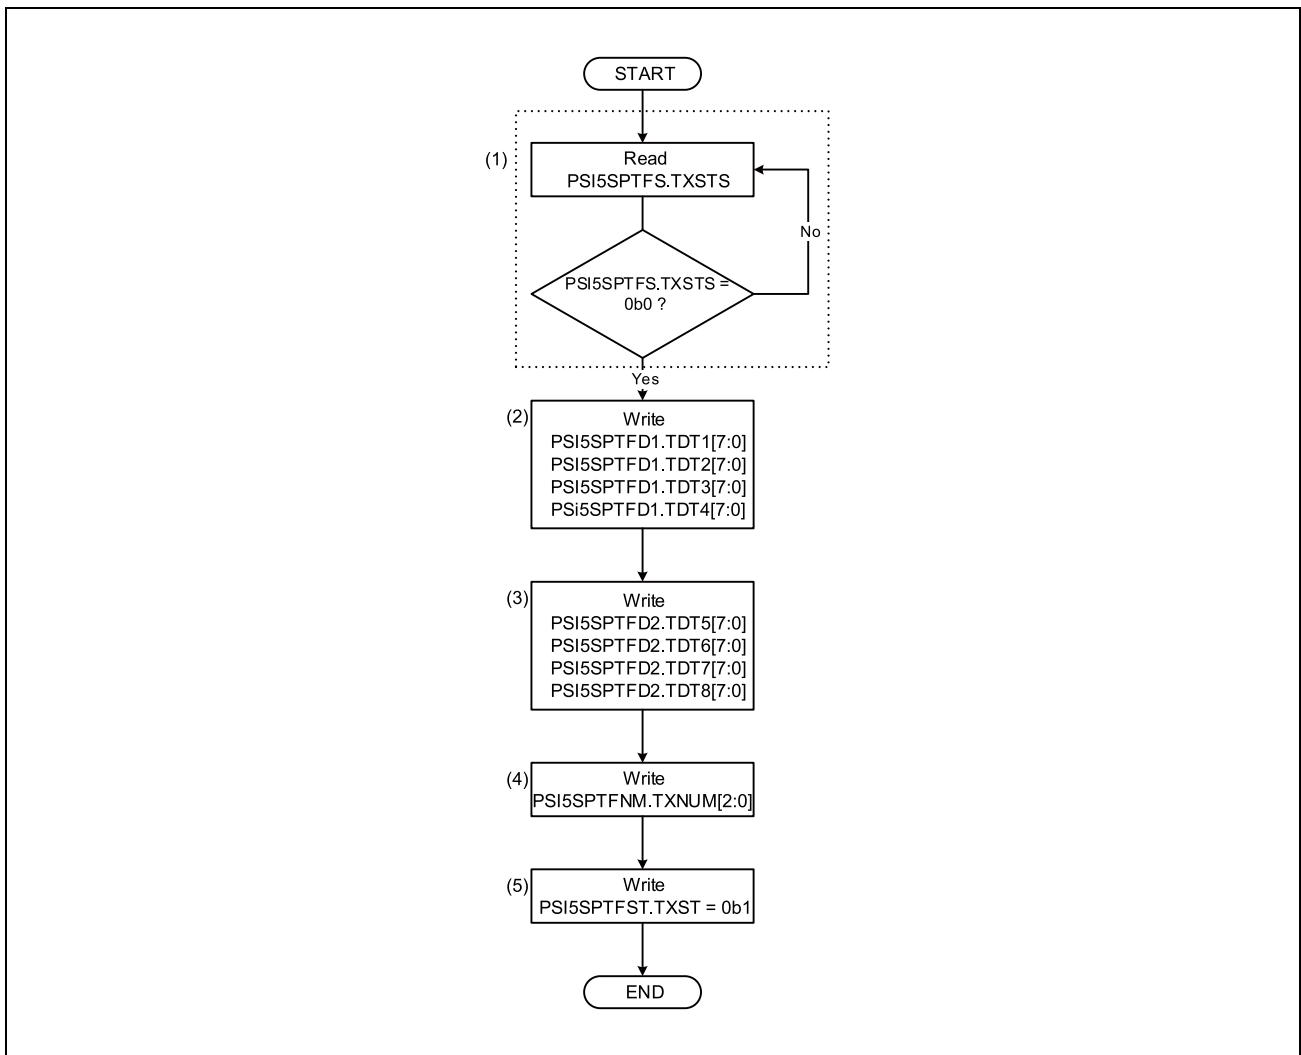 START
(1)
Read
PSI5SPTFS.TXSTS
No
PSI5SPTFS.TXSTS =
0b0 ?
Yes
(2)
Write
PSI5SPTFD1.TDT1[7:0]
PSI5SPTFD1.TDT2[7:0]
PSI5SPTFD1.TDT3[7:0]
PSi5SPTFD1.TDT4[7:0]
(3)
Write
PSI5SPTFD2.TDT5[7:0]
PSI5SPTFD2.TDT6[7:0]
PSI5SPTFD2.TDT7[7:0]
PSI5SPTFD2.TDT8[7:0]
(4)
Write
PSI5SPTFNM.TXNUM[2:0]
(5)
Write
PSI5SPTFST.TXST = 0b1
END